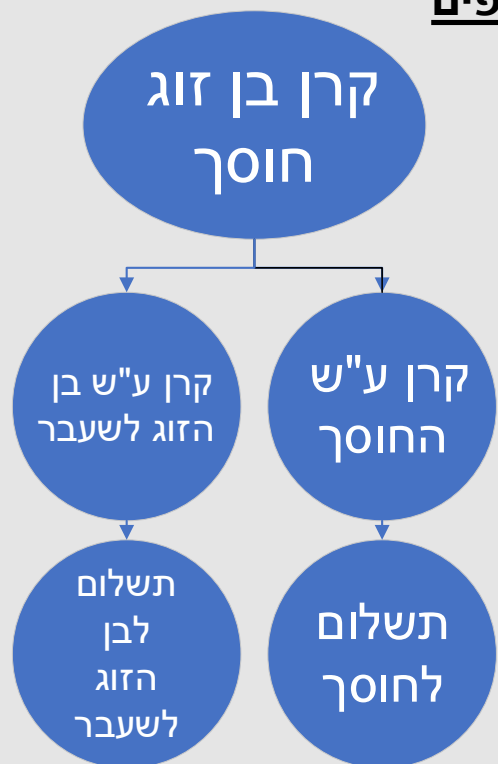 קרן בן זוג
חוסך
קרן ע"ש
החוסך
קרן ע"ש בן
הזוג לשעבר
תשלום
לחוסך
תשלום
לבן
הזוג
לשעבר